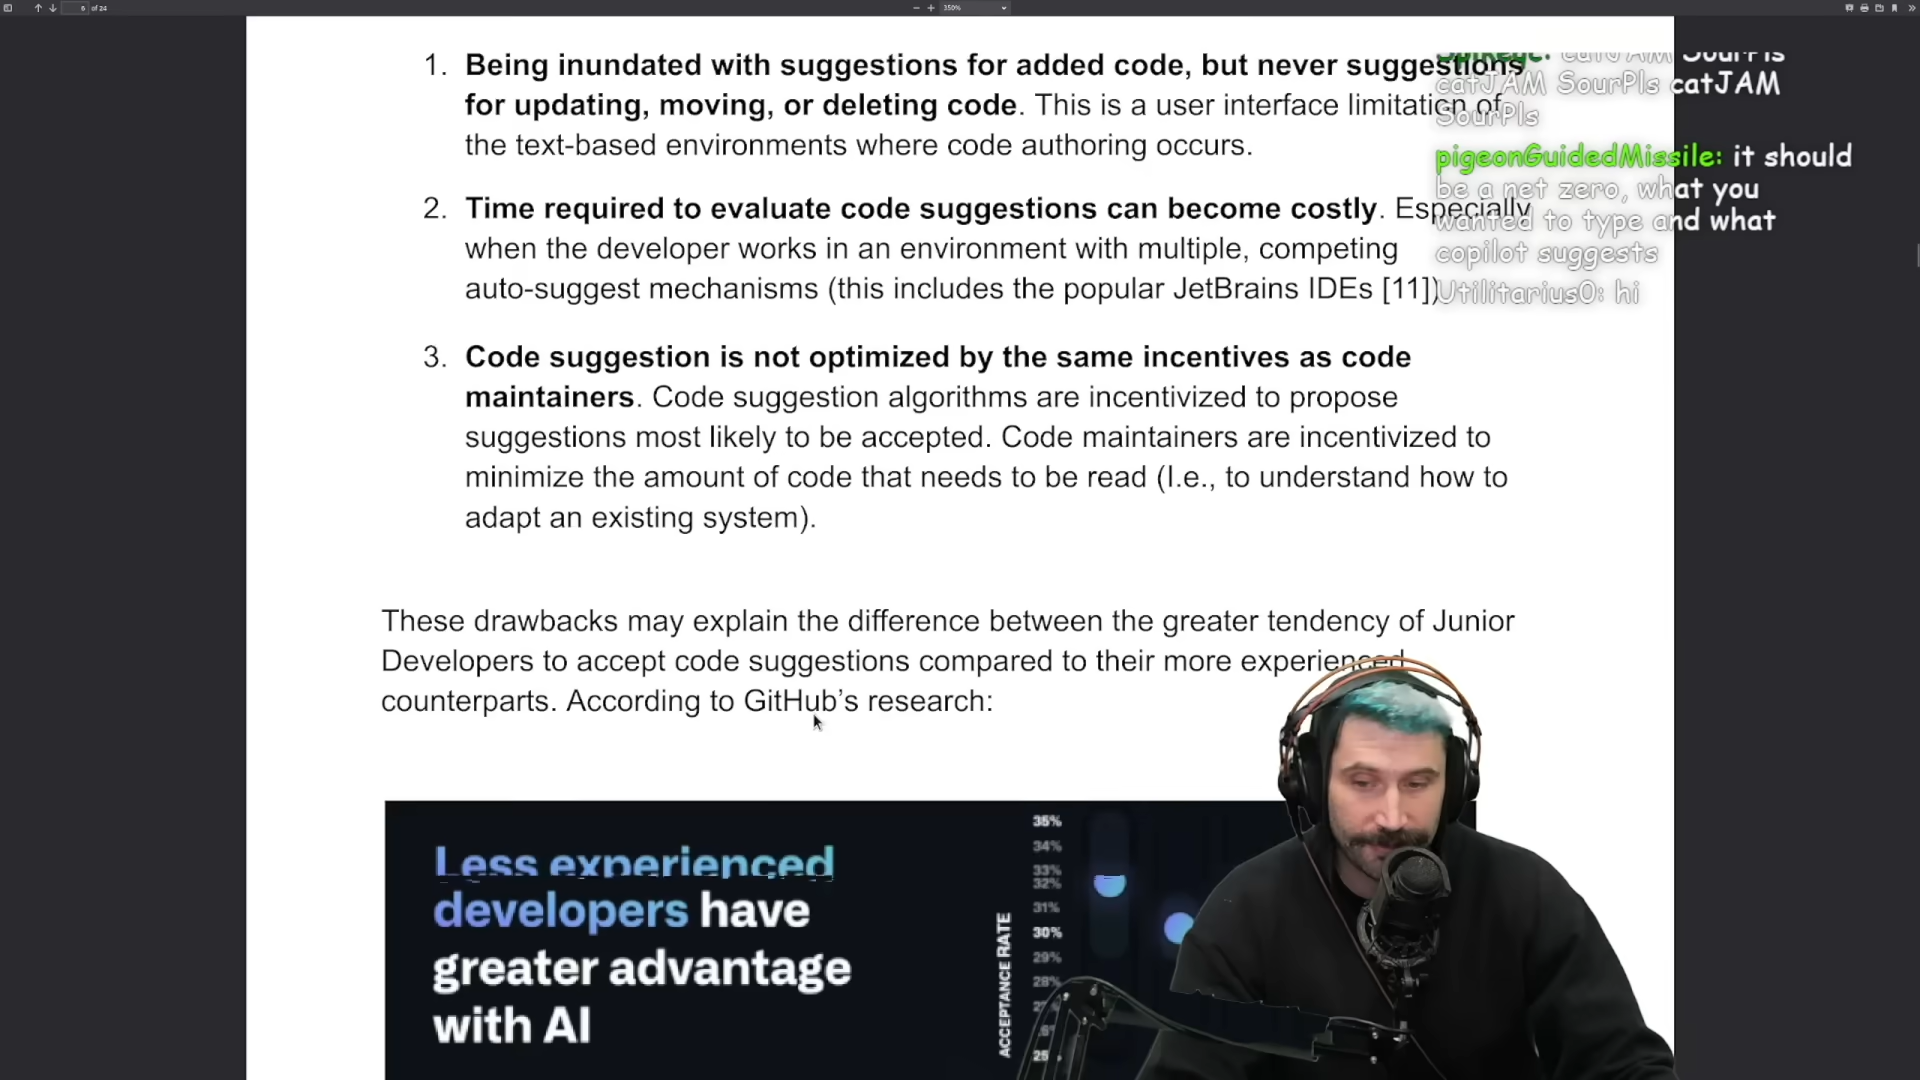 6 of 24
350%
1. Being inundated with suggestions for added code, but never suggestions
for updating, moving, or deleting code. This is a user interface limitation of
the text-based environments where code authoring occurs.
2. Time required to evaluate code suggestions can become costly. Especially
when the developer works in an environment with multiple, competing
auto-suggest mechanisms (this includes the popular JetBrains IDEs [11])
3. Code suggestion is not optimized by the same incentives as code
maintainers. Code suggestion algorithms are incentivized to propose
suggestions most likely to be accepted. Code maintainers are incentivized to
minimize the amount of code that needs to be read (I.e., to understand how to
adapt an existing system).
These drawbacks may explain the difference between the greater tendency of Junior
Developers to accept code suggestions compared to their more experienced
counterparts. According to GitHub's research:
Less experienced
developers have
greater advantage
with AI
ACCEPTANCE RATE
35%
34%
33%
32%
31%
30%
29%
28%
catJAM SourPls
catJAM SourPls catJAM
SourPls
pigeonGuidedMissile: it should
be a net zero, what you
wanted to type and what
copilot suggests
Utilitarius0: hi